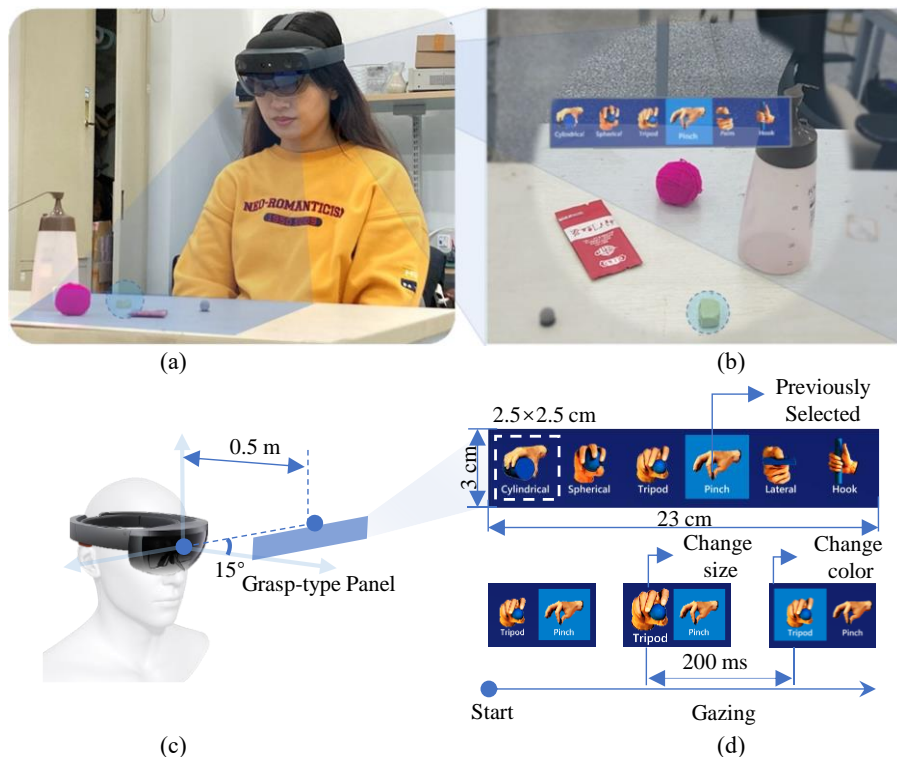 NEO-ROMANTICISM
Cylindrical Spherical Tripod Pinch Palm Hook
(a)
(b)
0.5 m
15°
Grasp-type Panel
(c)
Previously
Selected
2.5×2.5 cm
3 cm
Cylindrical Spherical Tripod Pinch Lateral Hook
23 cm
Change
size
Change
color
Tripod Pinch
Tripod Pinch
Tripod Pinch
200 ms
Start
Gazing
(d)